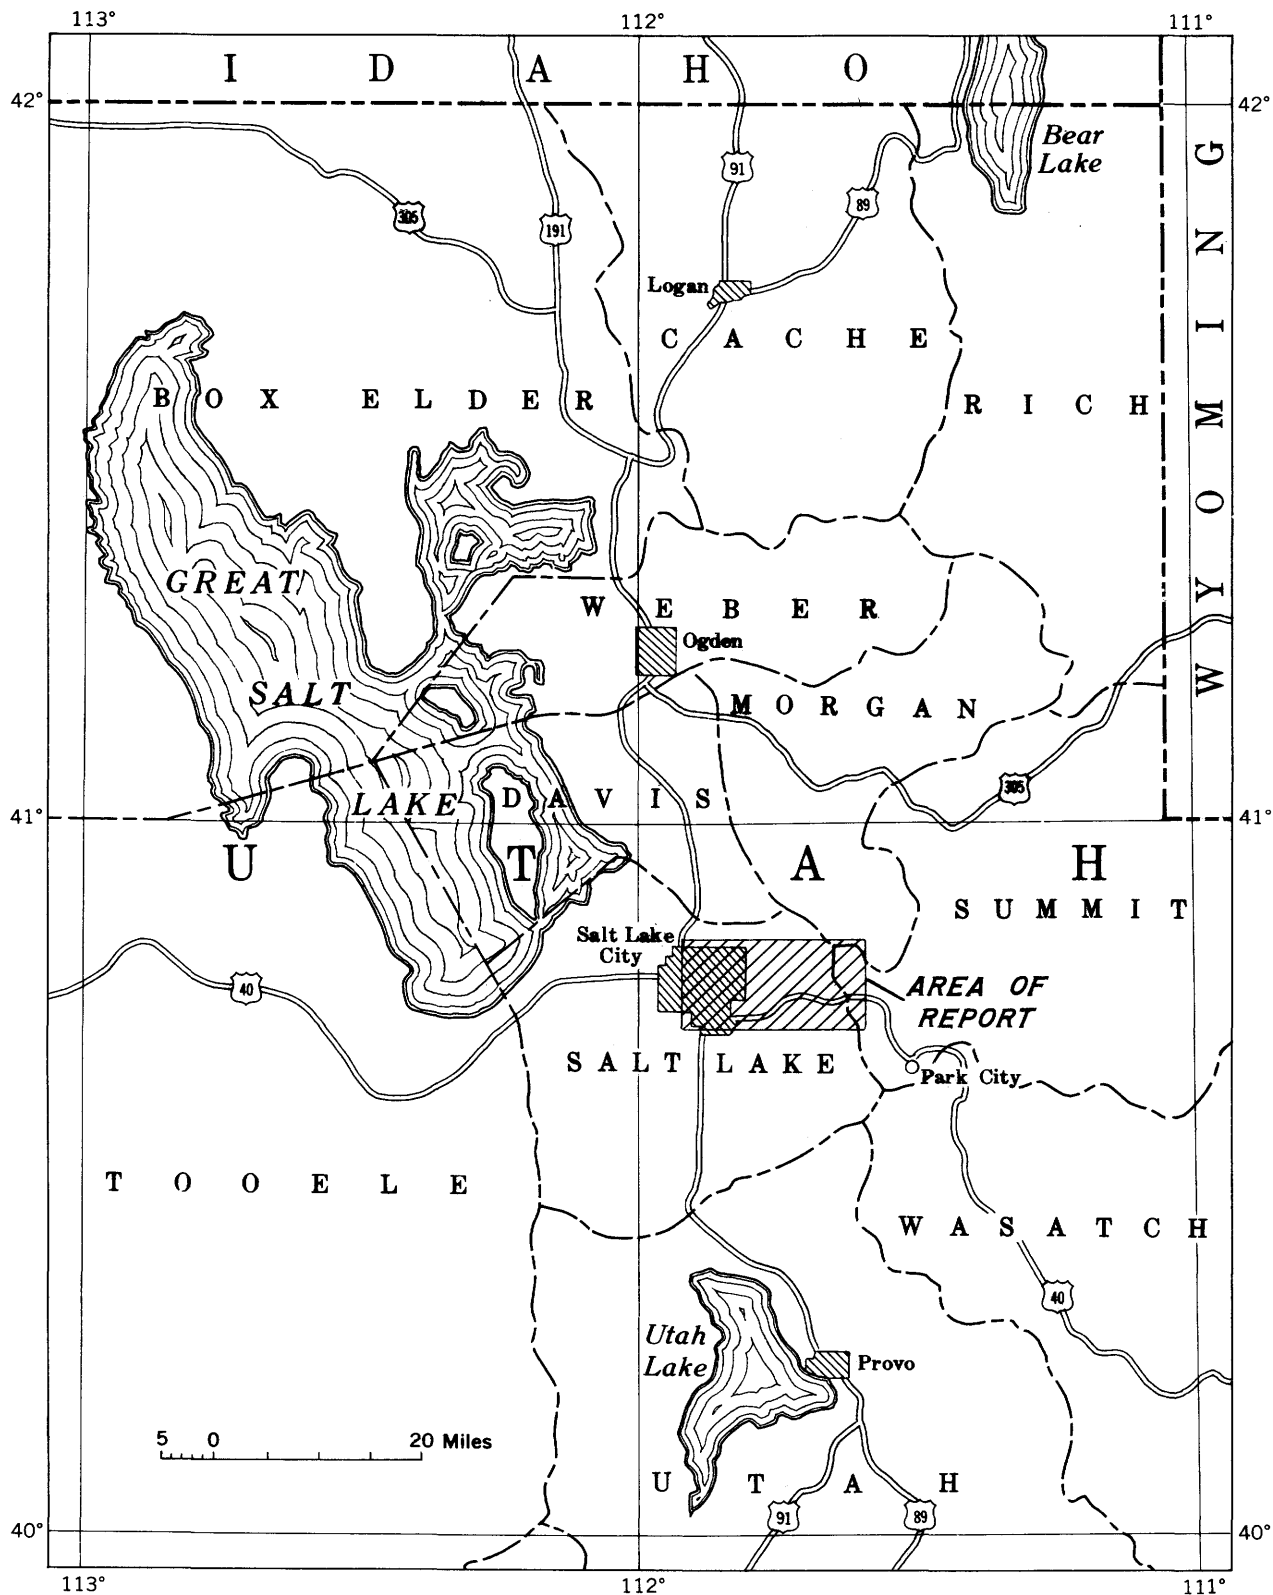 113° 112° 111°
I D A H O
42° 42°
Bear
Lake
91
89
305
191
W Y O M I N G
Logan
C A C H E
B O X E L D E R
R I C H
GREAT
W E B E R
Ogden
SALT
M O R G A N
305
LAKE
D A V I S
41° 41°
U T A H
S U M M I T
Salt Lake
City
40
AREA OF
REPORT
S A L T L A K E
Park City
T O O E L E
W A S A T C H
40
Utah
Lake
Provo
5 0 20 Miles
U T A H
91
89
40° 40°
113° 112° 111°